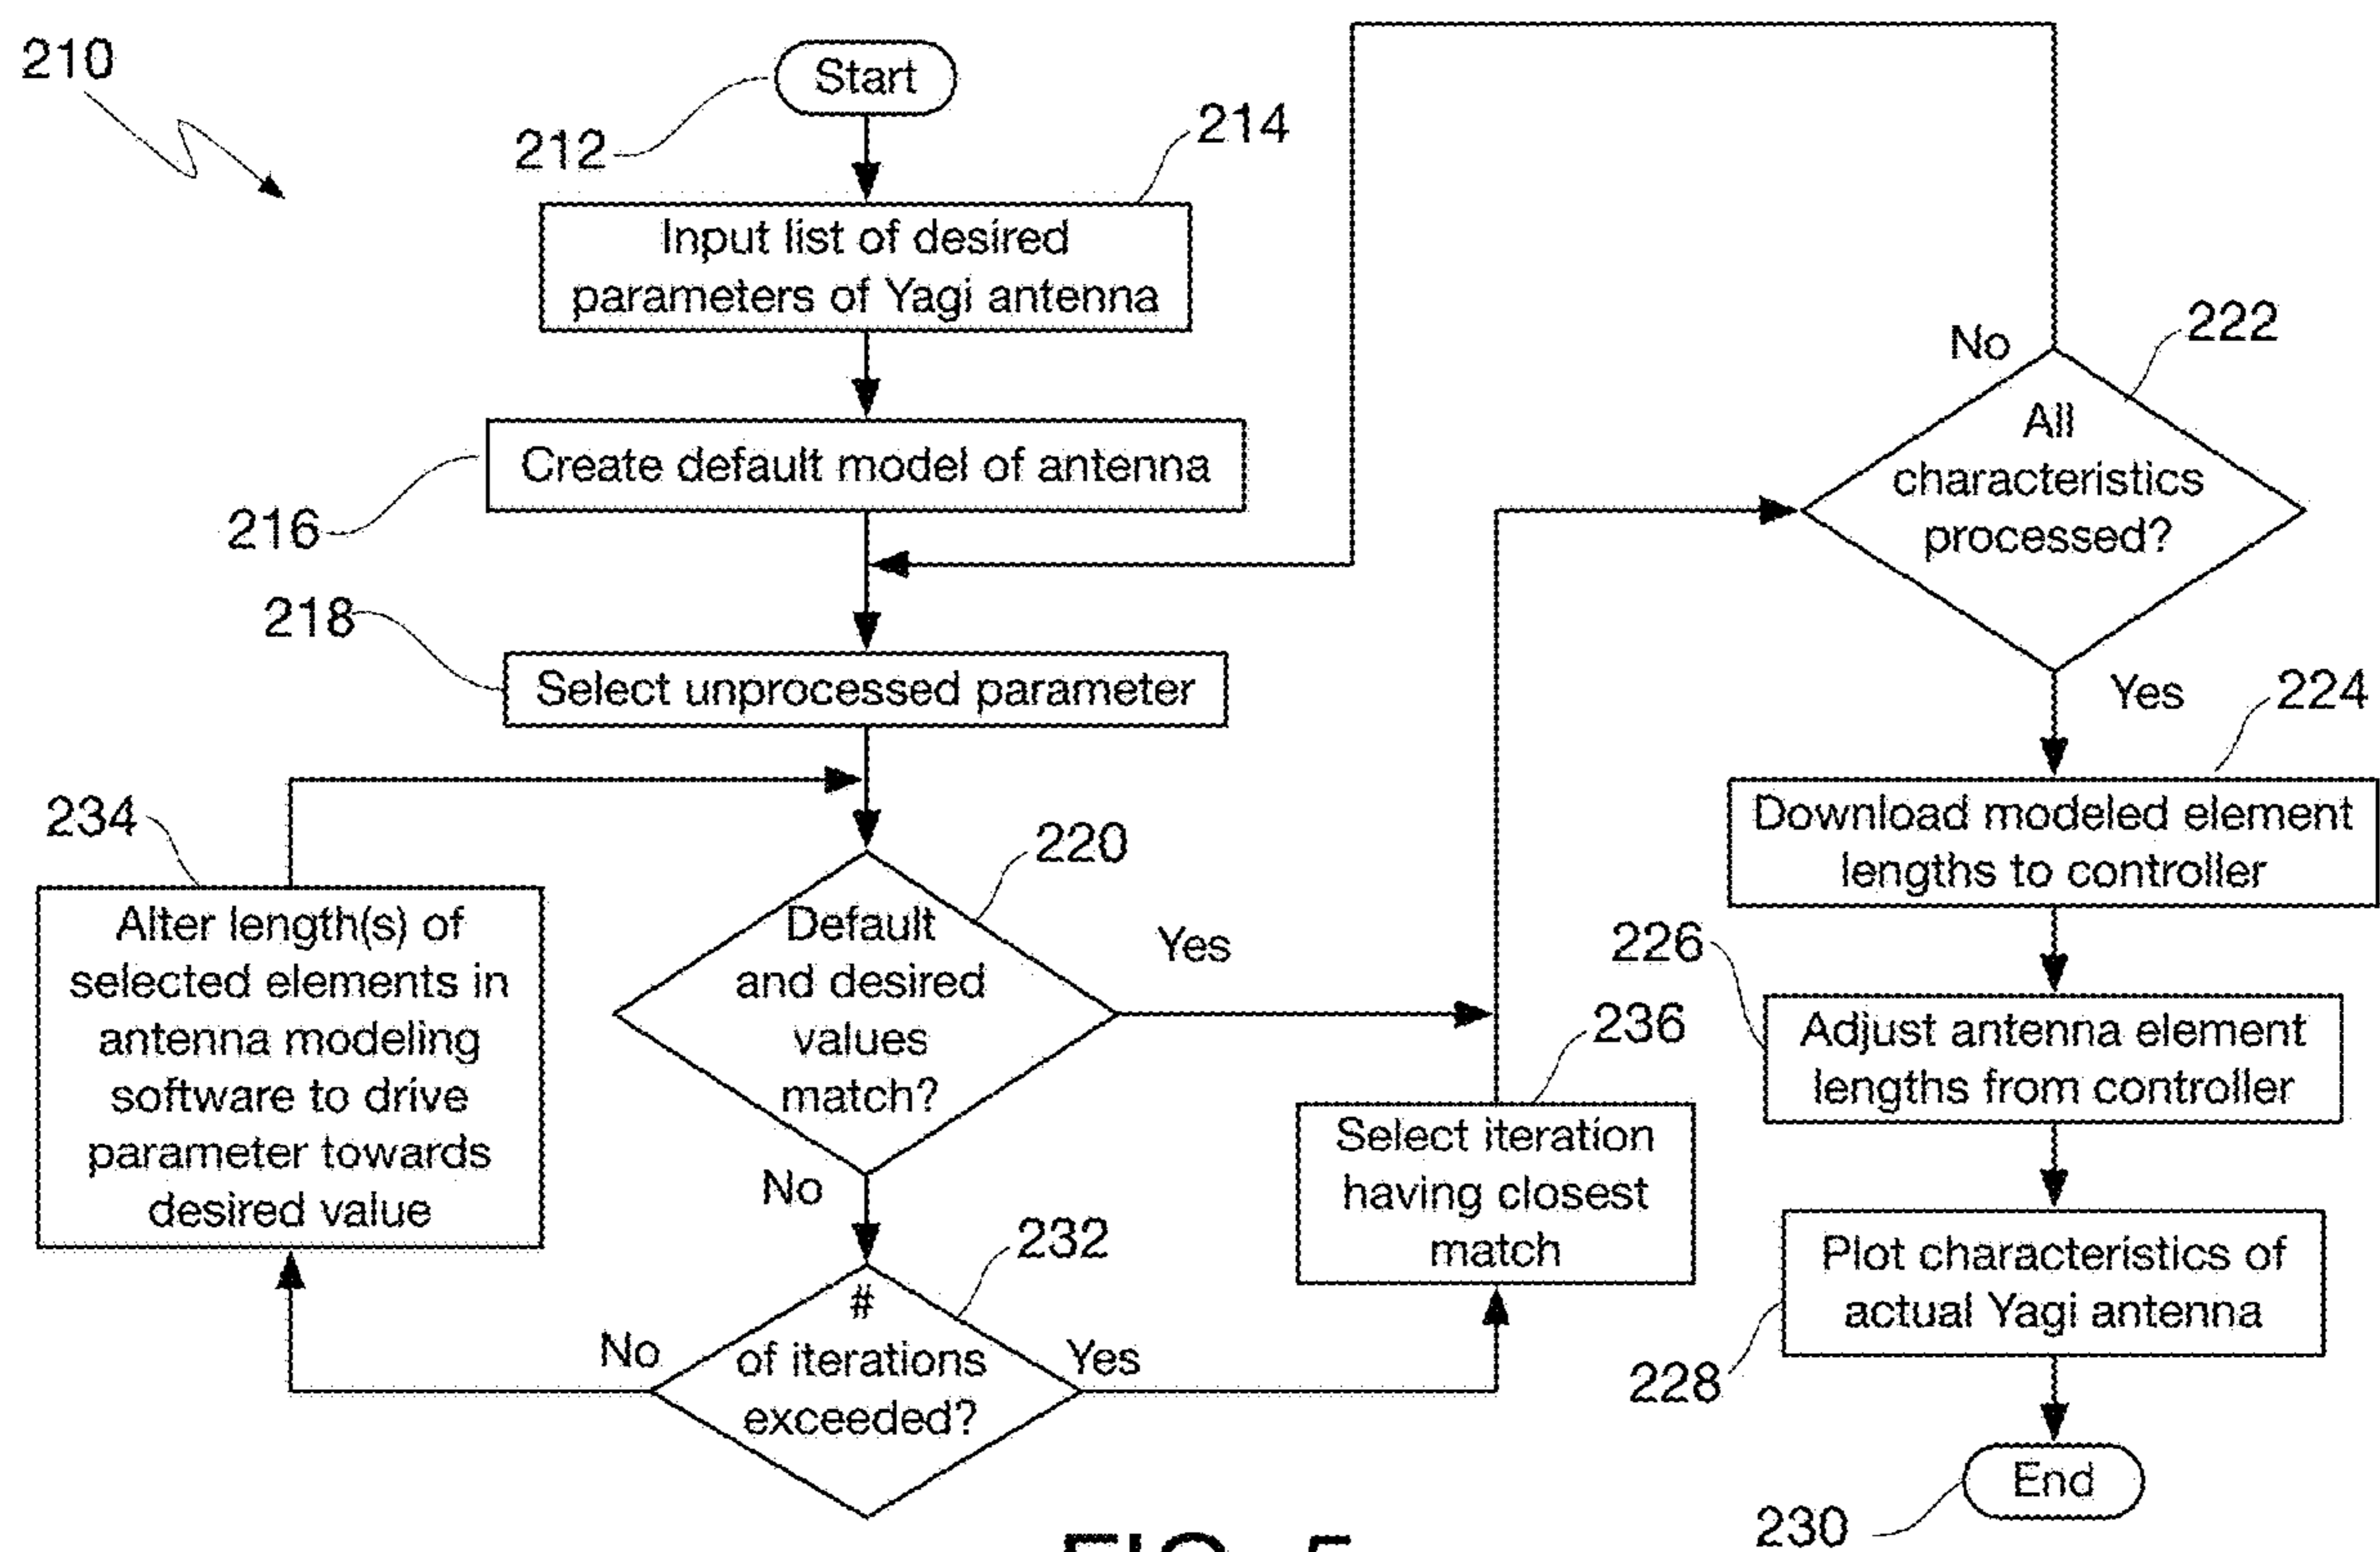 210
Start
212
214
Input list of desired
parameters of Yagi antenna
Create default model of antenna
216
218
Select unprocessed parameter
234
Alter length(s) of
selected elements in
antenna modeling
software to drive
parameter towards
desired value
220
Default
and desired
values
match?
Yes
No
232
#
of iterations
exceeded?
No
Yes
236
Select iteration
having closest
match
No
222
All
characteristics
processed?
Yes
224
Download modeled element
lengths to controller
226
Adjust antenna element
lengths from controller
Plot characteristics of
actual Yagi antenna
228
End
230
FIG. 5